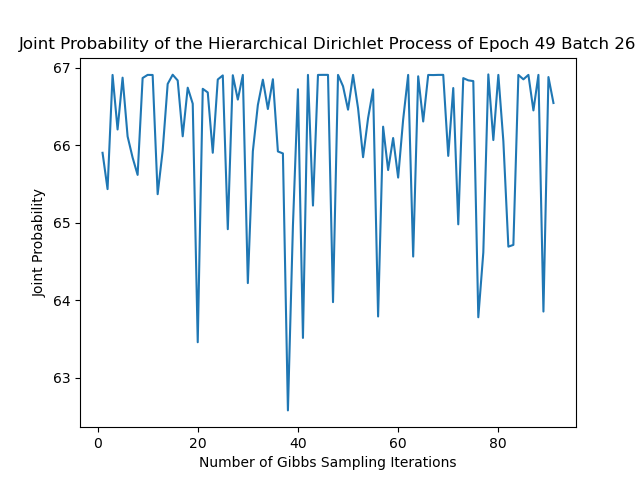 Joint Probability of the Hierarchical Dirichlet Process of Epoch 49 Batch 26
67
66
65
64
63
Joint Probability
0 20 40 60 80
Number of Gibbs Sampling Iterations